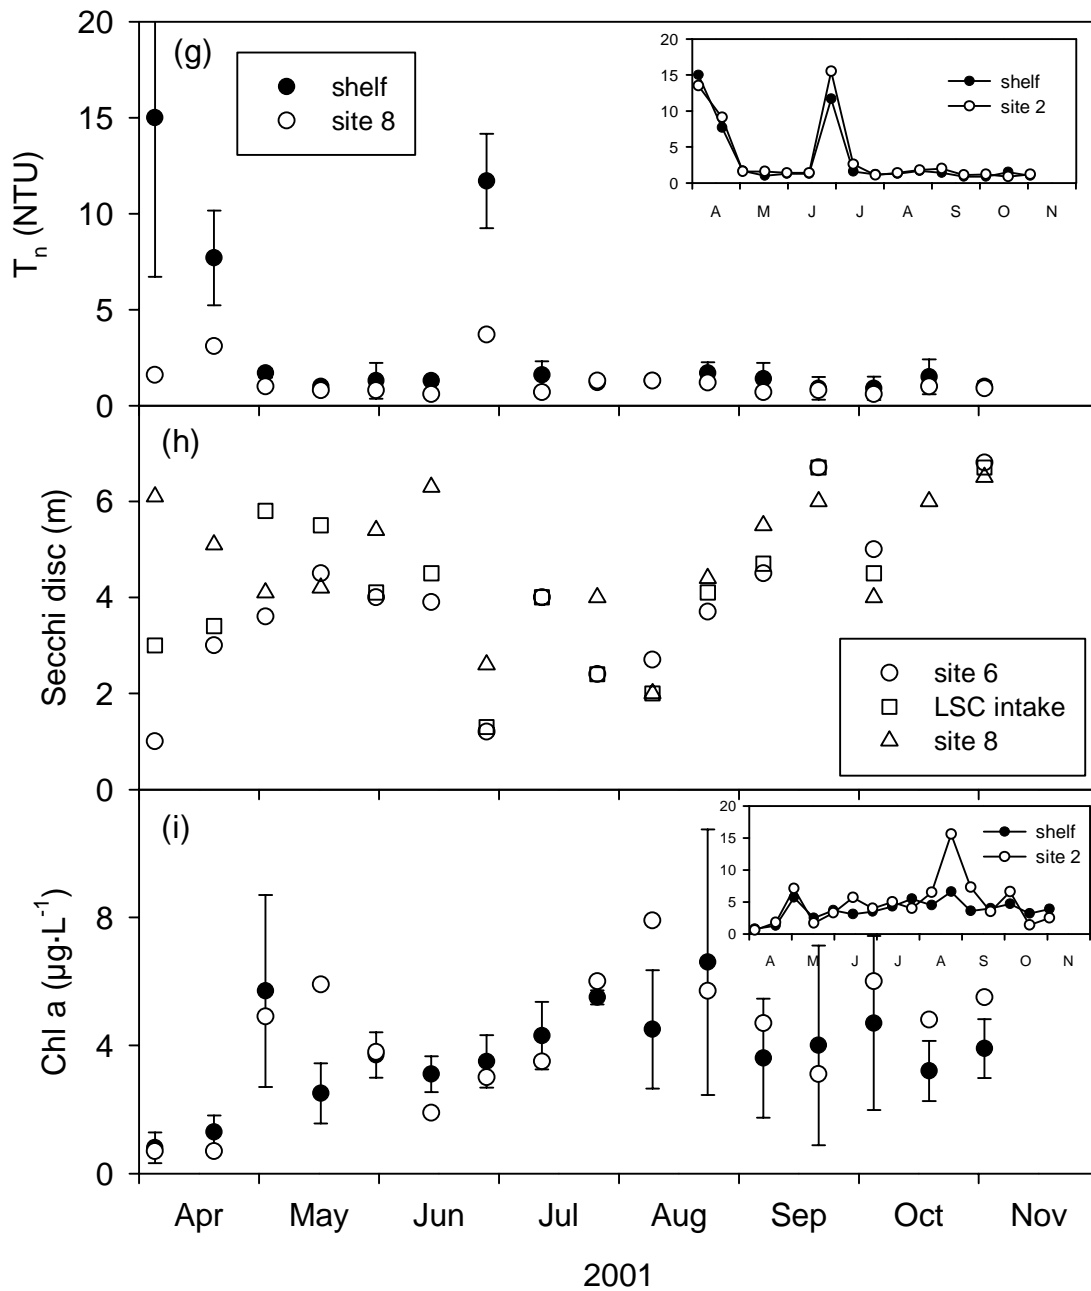 (g)
shelf
site 8
20
15
10
5
0
T_n (NTU)
20
15
10
5
0
shelf
site 2
A M J J A S O N
(h)
6
4
2
0
Secchi disc (m)
site 6
LSC intake
site 8
(i)
8
4
0
Chl a (µg·L⁻¹)
20
15
10
5
0
shelf
site 2
A M J J A S O N
Apr May Jun Jul Aug Sep Oct Nov
2001